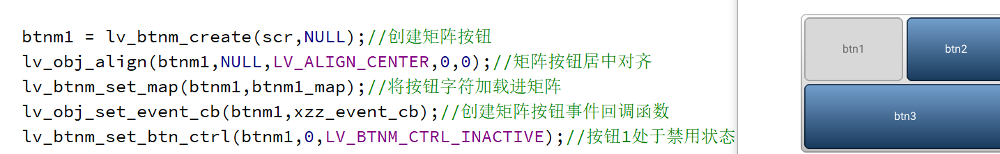 btnm1 = lv_btnm_create(scr,NULL);//创建矩阵按钮
lv_obj_align(btnm1,NULL,LV_ALIGN_CENTER,0,0);//矩阵按钮居中对齐
lv_btnm_set_map(btnm1,btnm1_map);//将按钮字符加载进矩阵
lv_obj_set_event_cb(btnm1,xzz_event_cb);//创建矩阵按钮事件回调函数
lv_btnm_set_btn_ctrl(btnm1,0,LV_BTNM_CTRL_INACTIVE);//按钮1处于禁用状态
btn1
btn2
btn3